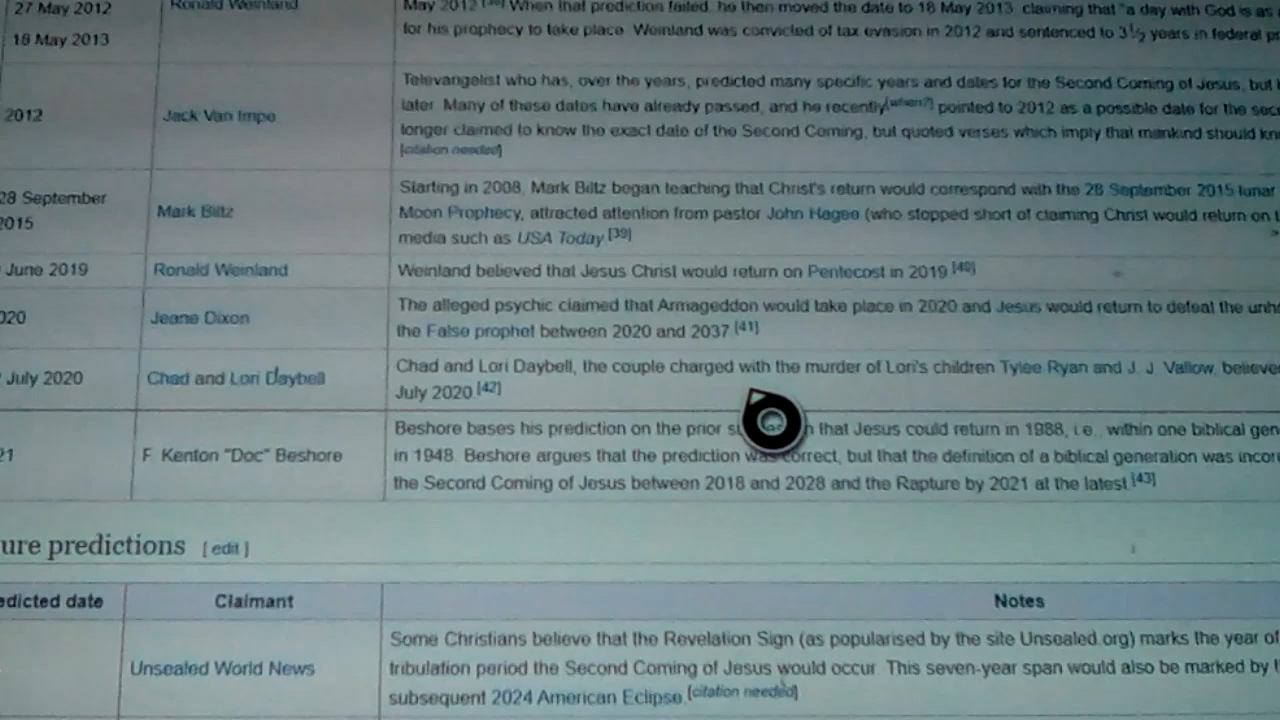 27 May 2012
Ronald Weinland
May 2012 When that prediction failed, he then moved the date to 18 May 2013, claiming that "a day with God is as
18 May 2013
for his prophecy to take place. Weinland was convicted of tax evasion in 2012 and sentenced to 3½ years in federal
Televangelist who has, over the years, predicted many specific years and dates for the Second Coming of Jesus, but
2012
Jack Van Impe
later. Many of these dates have already passed, and he recently[when?] pointed to 2012 as a possible date for the
longer claimed to know the exact date of the Second Coming, but quoted verses which imply that mankind should
[citation needed]
28 September
2015
Mark Biltz
Starting in 2008, Mark Biltz began teaching that Christ's return would correspond with the 28 September 2015 lunar
Moon Prophecy, attracted attention from pastor John Hagee (who stopped short of claiming Christ would return on
media such as USA Today.[39]
June 2019
Ronald Weinland
Weinland believed that Jesus Christ would return on Pentecost in 2019.[40]
020
Jeane Dixon
The alleged psychic claimed that Armageddon would take place in 2020 and Jesus would return to defeat the
the False prophet between 2020 and 2037.[41]
July 2020
Chad and Lori Daybell
Chad and Lori Daybell, the couple charged with the murder of Lori's children Tylee Ryan and J. J. Vallow,
July 2020.[42]
21
F. Kenton "Doc" Beshore
Beshore bases his prediction on the prior that Jesus could return in 1988, i.e., within one biblical
in 1948. Beshore argues that the prediction was correct, but that the definition of a biblical generation was
the Second Coming of Jesus between 2018 and 2028 and the Rapture by 2021 at the latest.[43]
ure predictions [ edit ]
edicted date
Claimant
Notes
Unsealed World News
Some Christians believe that the Revelation Sign (as popularised by the site Unsealed.org) marks the year of
tribulation period the Second Coming of Jesus would occur. This seven-year span would also be marked by
subsequent 2024 American Eclipse.[citation needed]